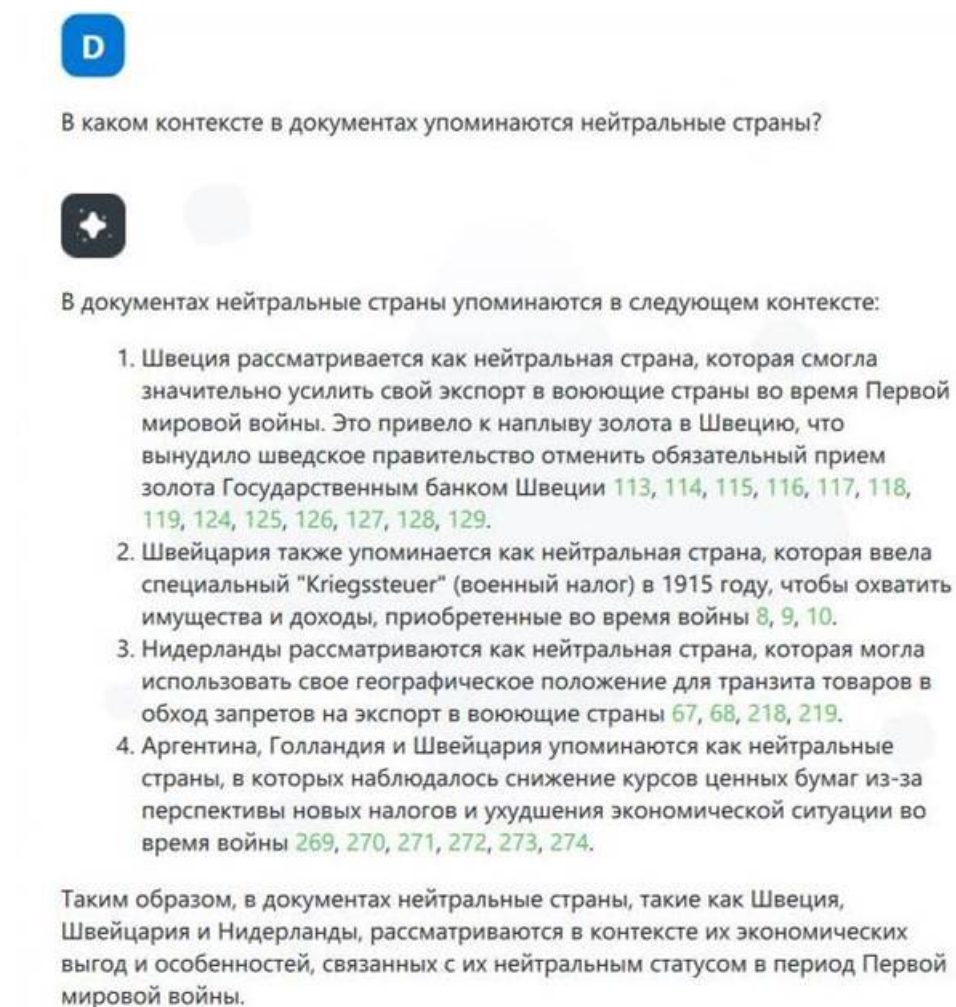 D
В каком контексте в документах упоминаются нейтральные страны?
В документах нейтральные страны упоминаются в следующем контексте:
1. Швеция рассматривается как нейтральная страна, которая смогла
значительно усилить свой экспорт в воюющие страны во время Первой
мировой войны. Это привело к наплыву золота в Швецию, что
вынудило шведское правительство отменить обязательный прием
золота Государственным банком Швеции 113, 114, 115, 116, 117, 118,
119, 124, 125, 126, 127, 128, 129.
2. Швейцария также упоминается как нейтральная страна, которая ввела
специальный "Kriegssteuer" (военный налог) в 1915 году, чтобы охватить
имущества и доходы, приобретенные во время войны 8, 9, 10.
3. Нидерланды рассматриваются как нейтральная страна, которая могла
использовать свое географическое положение для транзита товаров в
обход запретов на экспорт в воюющие страны 67, 68, 218, 219.
4. Аргентина, Голландия и Швейцария упоминаются как нейтральные
страны, в которых наблюдалось снижение курсов ценных бумаг из-за
перспективы новых налогов и ухудшения экономической ситуации во
время войны 269, 270, 271, 272, 273, 274.
Таким образом, в документах нейтральные страны, такие как Швеция,
Швейцария и Нидерланды, рассматриваются в контексте их экономических
выгод и особенностей, связанных с их нейтральным статусом в период Первой
мировой войны.